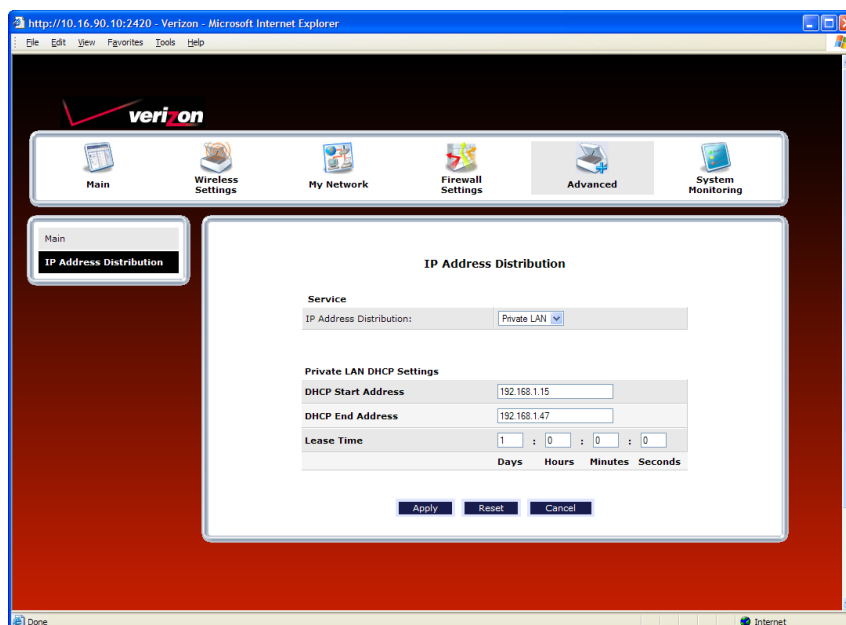 http://10.16.90.10:2420 - Verizon - Microsoft Internet Explorer
File Edit View Favorites Tools Help
verizon
Main
Wireless Settings
My Network
Firewall Settings
Advanced
System Monitoring
Main
IP Address Distribution
IP Address Distribution
Service
IP Address Distribution: Private LAN
Private LAN DHCP Settings
DHCP Start Address 192.168.1.15
DHCP End Address 192.168.1.47
Lease Time 1 : 0 : 0 : 0
Days Hours Minutes Seconds
Apply Reset Cancel
Done Internet